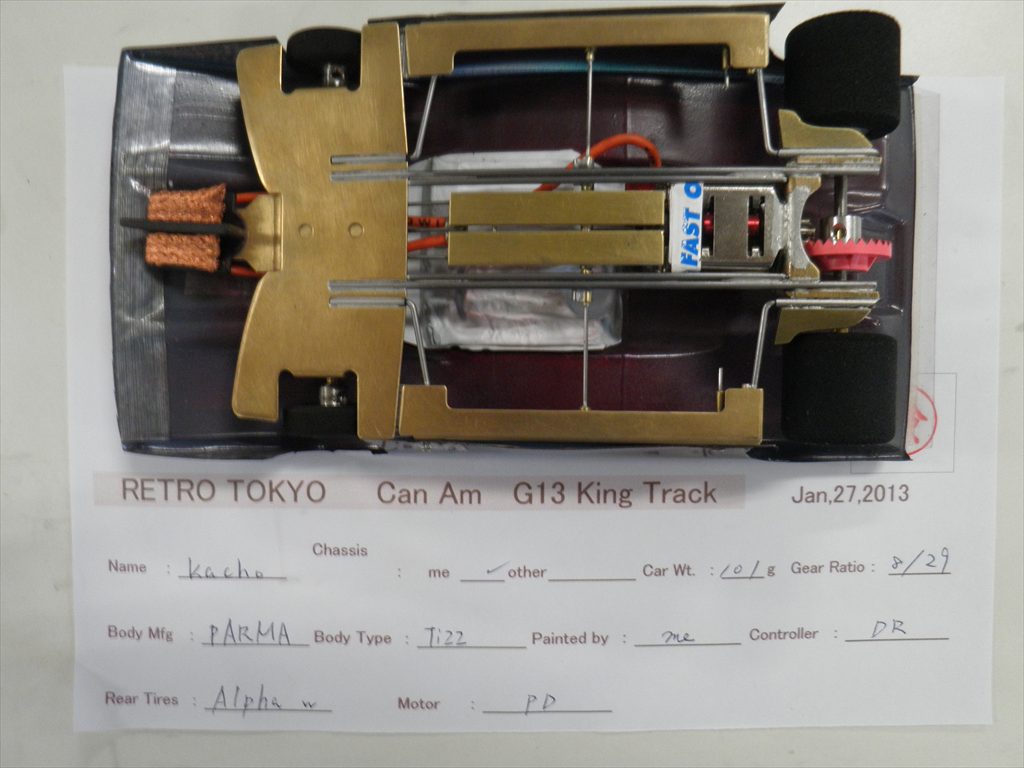 FAST O
RETRO TOKYO Can Am G13 King Track Jan,27,2013
Chassis
Name : Kacho : me ✓ other Car Wt. : 101 g Gear Ratio : 8/29
Body Mfg : PARMA Body Type : Ti22 Painted by : me Controller : DR
Rear Tires : Alpha w Motor : PD